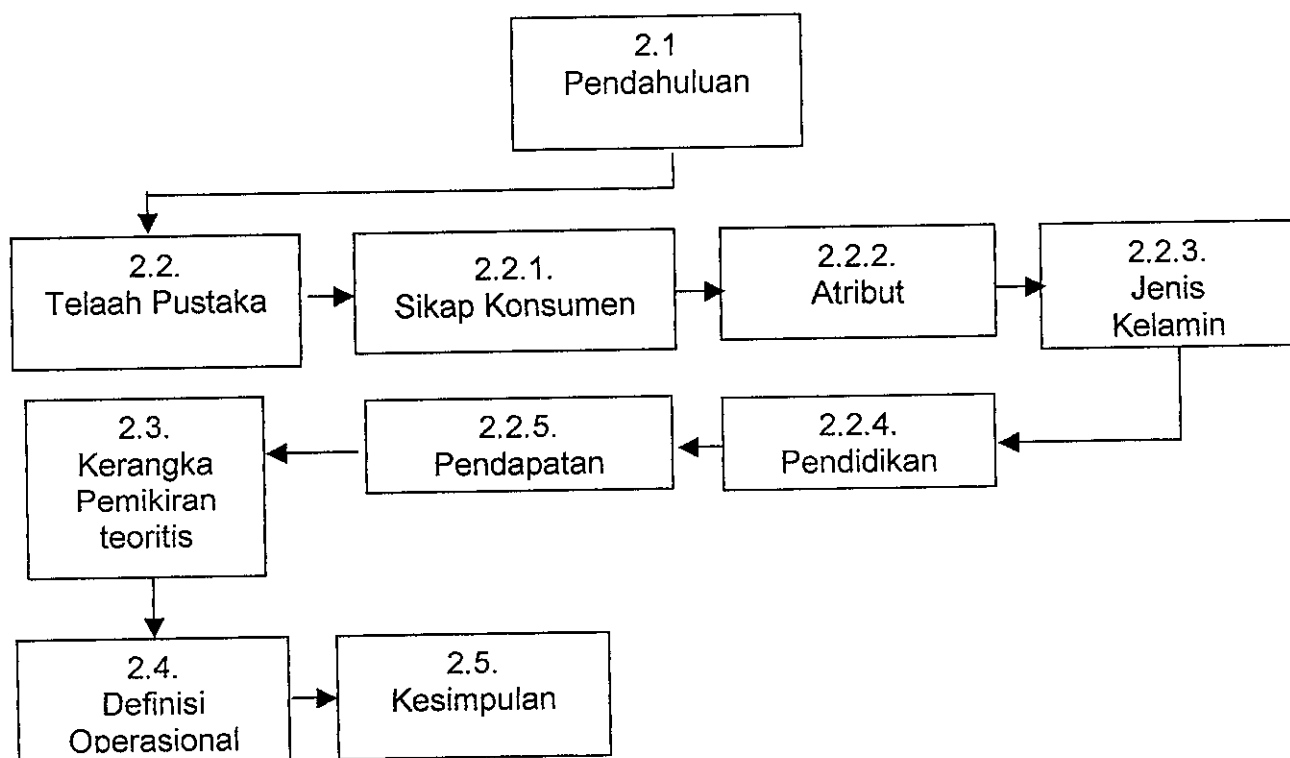 2.1
Pendahuluan
2.2.
Telaah Pustaka
2.2.1.
Sikap Konsumen
2.2.2.
Atribut
2.2.3.
Jenis
Kelamin
2.2.4.
Pendidikan
2.2.5.
Pendapatan
2.3.
Kerangka
Pemikiran
teoritis
2.4.
Definisi
Operasional
2.5.
Kesimpulan